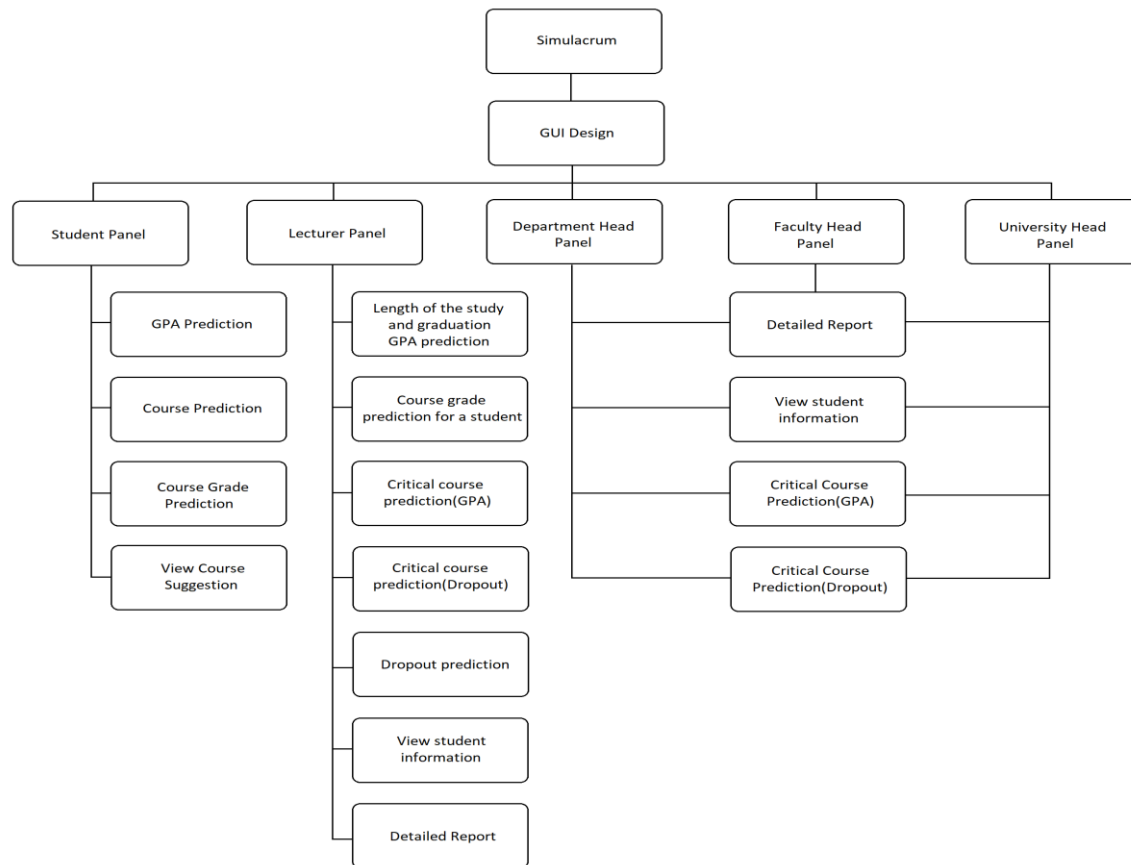 Simulacrum
GUI Design
Student Panel
Lecturer Panel
Department Head
Panel
Faculty Head
Panel
University Head
Panel
GPA Prediction
Course Prediction
Course Grade
Prediction
View Course
Suggestion
Length of the study
and graduation
GPA prediction
Course grade
prediction for a student
Critical course
prediction(GPA)
Critical course
prediction(Dropout)
Dropout prediction
View student
information
Detailed Report
Detailed Report
View student
information
Critical Course
Prediction(GPA)
Critical Course
Prediction(Dropout)